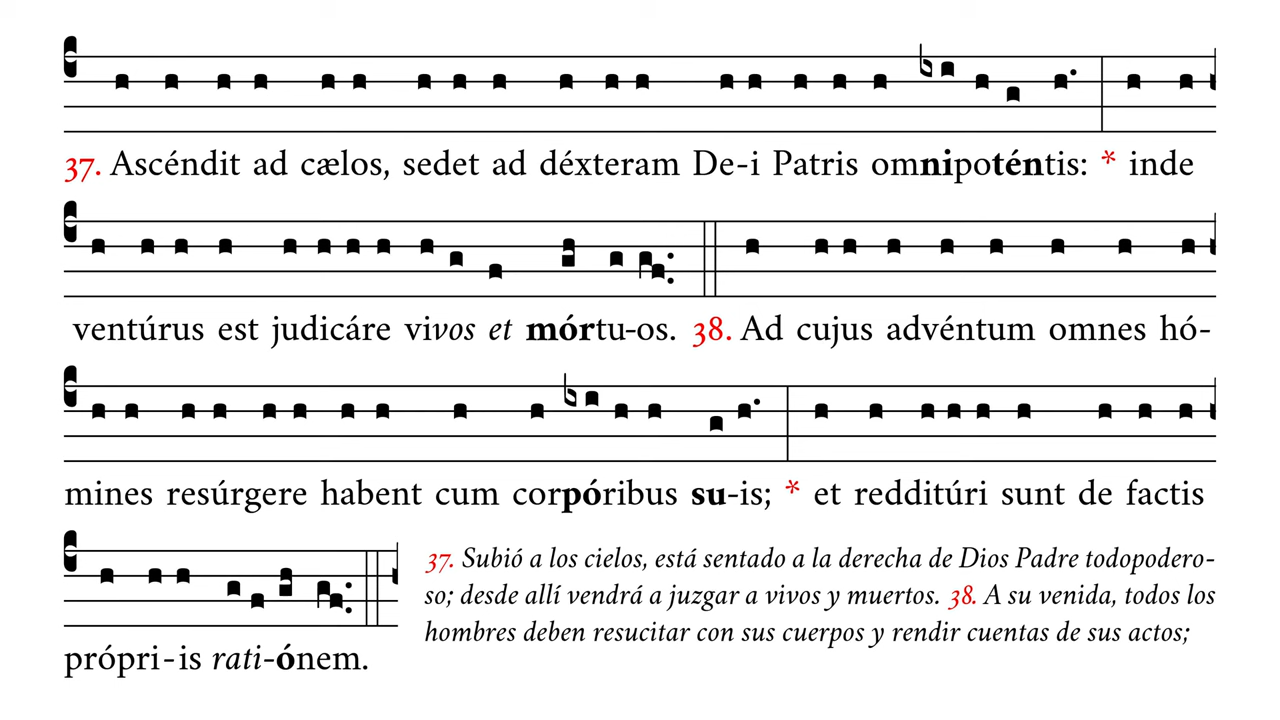 37. Ascéndit ad cælos, sedet ad déxteram De-i Patris omnipoténtis: * inde
ventúrus est judicáre vivos et mórtu-os. 38. Ad cujus advéntum omnes hó-
mines resúrgere habent cum corpóribus su-is; * etредditúri sunt de factis
própri-is rati-ónem.
37. Subió a los cielos, está sentado a la derecha de Dios Padre todopodero-
so; desde allí vendrá a juzgar a vivos y muertos. 38. A su venida, todos los
hombres deben resucitar con sus cuerpos y rendir cuentas de sus actos;